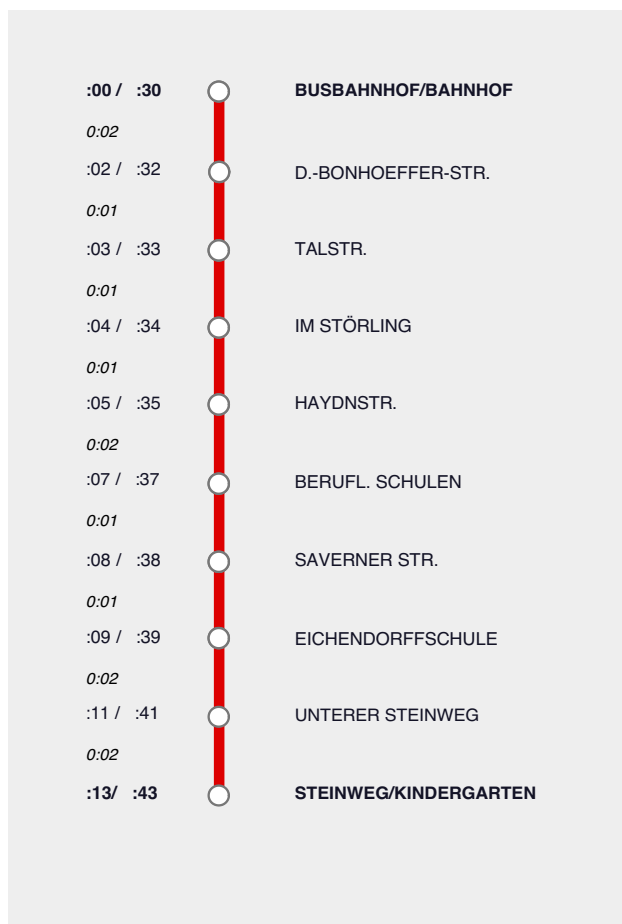 :00 / :30 BUSBAHNHOF/BAHNHOF
0:02
:02 / :32 D.-BONHOEFFER-STR.
0:01
:03 / :33 TALSTR.
0:01
:04 / :34 IM STÖRLING
0:01
:05 / :35 HAYDNSTR.
0:02
:07 / :37 BERUFL. SCHULEN
0:01
:08 / :38 SAVERNER STR.
0:01
:09 / :39 EICHENDORFFSCHULE
0:02
:11 / :41 UNTERER STEINWEG
0:02
:13/ :43 STEINWEG/KINDERGARTEN